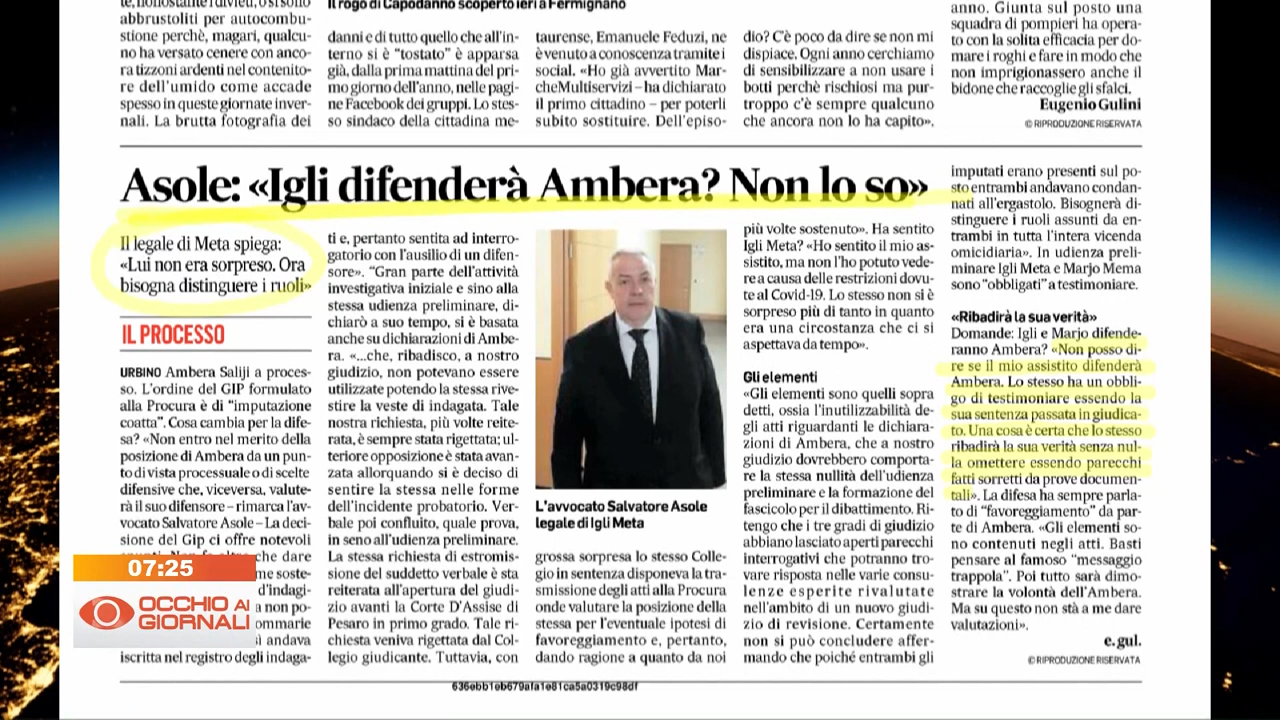 te, nonostante i divieti, o si sono
abbrustoliti per autocombu-
stione perchè, magari, qualcu-
no ha versato cenere con anco-
ra tizzoni ardenti nel contenito-
re dell'umido come accade
spesso in queste giornate inver-
nali. La brutta fotografia dei
Il rogo di Capodanno scoperto ieri a Fermignano
danni e di tutto quello che all'in-
terno si è "tostato" è apparsa
già, dalla prima mattina del pri-
mo giorno dell'anno, nelle pagi-
ne Facebook dei gruppi. Lo stes-
so sindaco della cittadina me-
taurense, Emanuele Feduzi, ne
è venuto a conoscenza tramite i
social. «Ho già avvertito Mar-
cheMultiservizi – ha dichiarato
il primo cittadino – per poterli
subito sostituire. Dell'episo-
dio? C'è poco da dire se non mi
dispiace. Ogni anno cerchiamo
di sensibilizzare a non usare i
botti perchè rischiosi ma pur-
troppo c'è sempre qualcuno
che ancora non lo ha capito».
anno. Giunta sul posto una
squadra di pompieri ha opera-
to con la solita efficacia per do-
mare i roghi e fare in modo che
non imprigionassero anche il
bidone che raccoglie gli sfalci.
Eugenio Gulini
© RIPRODUZIONE RISERVATA
Asole: «Igli difenderà Ambera? Non lo so»
Il legale di Meta spiega:
«Lui non era sorpreso. Ora
bisogna distinguere i ruoli»
IL PROCESSO
URBINO Ambera Saliji a proces-
so. L'ordine del GIP formulato
alla Procura è di "imputazione
coatta". Cosa cambia per la dife-
sa? «Non entro nel merito della
posizione di Ambera da un pun-
to di vista processuale o di scelte
difensive che, viceversa, valute-
rà il suo difensore – rimarca l'av-
vocato Salvatore Asole – La deci-
sione del Gip ci offre notevoli
che dare
me soste-
d'indagi-
a non po-
ommarie
ì andava
iscritta nel registro degli indaga-
ti e, pertanto sentita ad interro-
gatorio con l'ausilio di un difen-
sore». "Gran parte dell'attività
investigativa iniziale e sino alla
stessa udienza preliminare, di-
chiarò a suo tempo, si è basata
anche su dichiarazioni di Ambe-
ra. «...che, ribadisco, a nostro
giudizio, non potevano essere
utilizzate potendo la stessa rive-
stire la veste di indagata. Tale
nostra richiesta, più volte reite-
rata, è sempre stata rigettata; ul-
teriore opposizione è stata avan-
zata allorquando si è deciso di
sentire la stessa nelle forme
dell'incidente probatorio. Ver-
bale poi confluito, quale prova,
in seno all'udienza preliminare.
La stessa richiesta di estromis-
sione del suddetto verbale è sta
reiterata all'apertura del giudi-
zio avanti la Corte D'Assise di
Pesaro in primo grado. Tale ri-
chiesta veniva rigettata dal Col-
legio giudicante. Tuttavia, con
L'avvocato Salvatore Asole
legale di Igli Meta
grossa sorpresa lo stesso Colle-
gio in sentenza disponeva la tra-
smissione degli atti alla Procura
onde valutare la posizione della
stessa per l'eventuale ipotesi di
favoreggiamento e, pertanto,
dando ragione a quanto da noi
più volte sostenuto». Ha sentito
Igli Meta? «Ho sentito il mio as-
sistito, ma non l'ho potuto vede-
re a causa delle restrizioni dovu-
te al Covid-19. Lo stesso non si è
sorpreso più di tanto in quanto
era una circostanza che ci si
aspettava da tempo».
Gli elementi
«Gli elementi sono quelli sopra
detti, ossia l'inutilizzabilità de-
gli atti riguardanti le dichiara-
zioni di Ambera, che a nostro
giudizio dovrebbero comporta-
re la stessa nullità dell'udienza
preliminare e la formazione del
fascicolo per il dibattimento. Ri-
tengo che i tre gradi di giudizio
abbiano lasciato aperti parecchi
interrogativi che potranno tro-
vare risposta nelle varie consu-
lenze esperite rivalutate
nell'ambito di un nuovo giudi-
zio di revisione. Certamente
non si può concludere affer-
mando che poiché entrambi gli
imputati erano presenti sul po-
sto entrambi andavano condan-
nati all'ergastolo. Bisognerà di-
stinguere i ruoli assunti da en-
trambi in tutta l'intera vicenda
omicidiaria». In udienza preli-
minare Igli Meta e Marjo Mema
sono "obbligati" a testimoniare.
«Ribadirà la sua verità»
Domande: Igli e Marjo difende-
ranno Ambera? «Non posso di-
re se il mio assistito difenderà
Ambera. Lo stesso ha un obbli-
go di testimoniare essendo la
sua sentenza passata in giudica-
to. Una cosa è certa che lo stesso
ribadirà la sua verità senza nul-
la omettere essendo parecchi
fatti sorretti da prove documen-
tali». La difesa ha sempre parla-
to di "favoreggiamento" da par-
te di Ambera. «Gli elementi so-
no contenuti negli atti. Basti
pensare al famoso "messaggio
trappola". Poi tutto sarà dimo-
strare la volontà dell'Ambera.
Ma su questo non stà a me dare
valutazioni».
e. gul.
© RIPRODUZIONE RISERVATA
07:25
OCCHIO AI
GIORNALI
636ebb1eb679afa1e81ca5a0319c98df